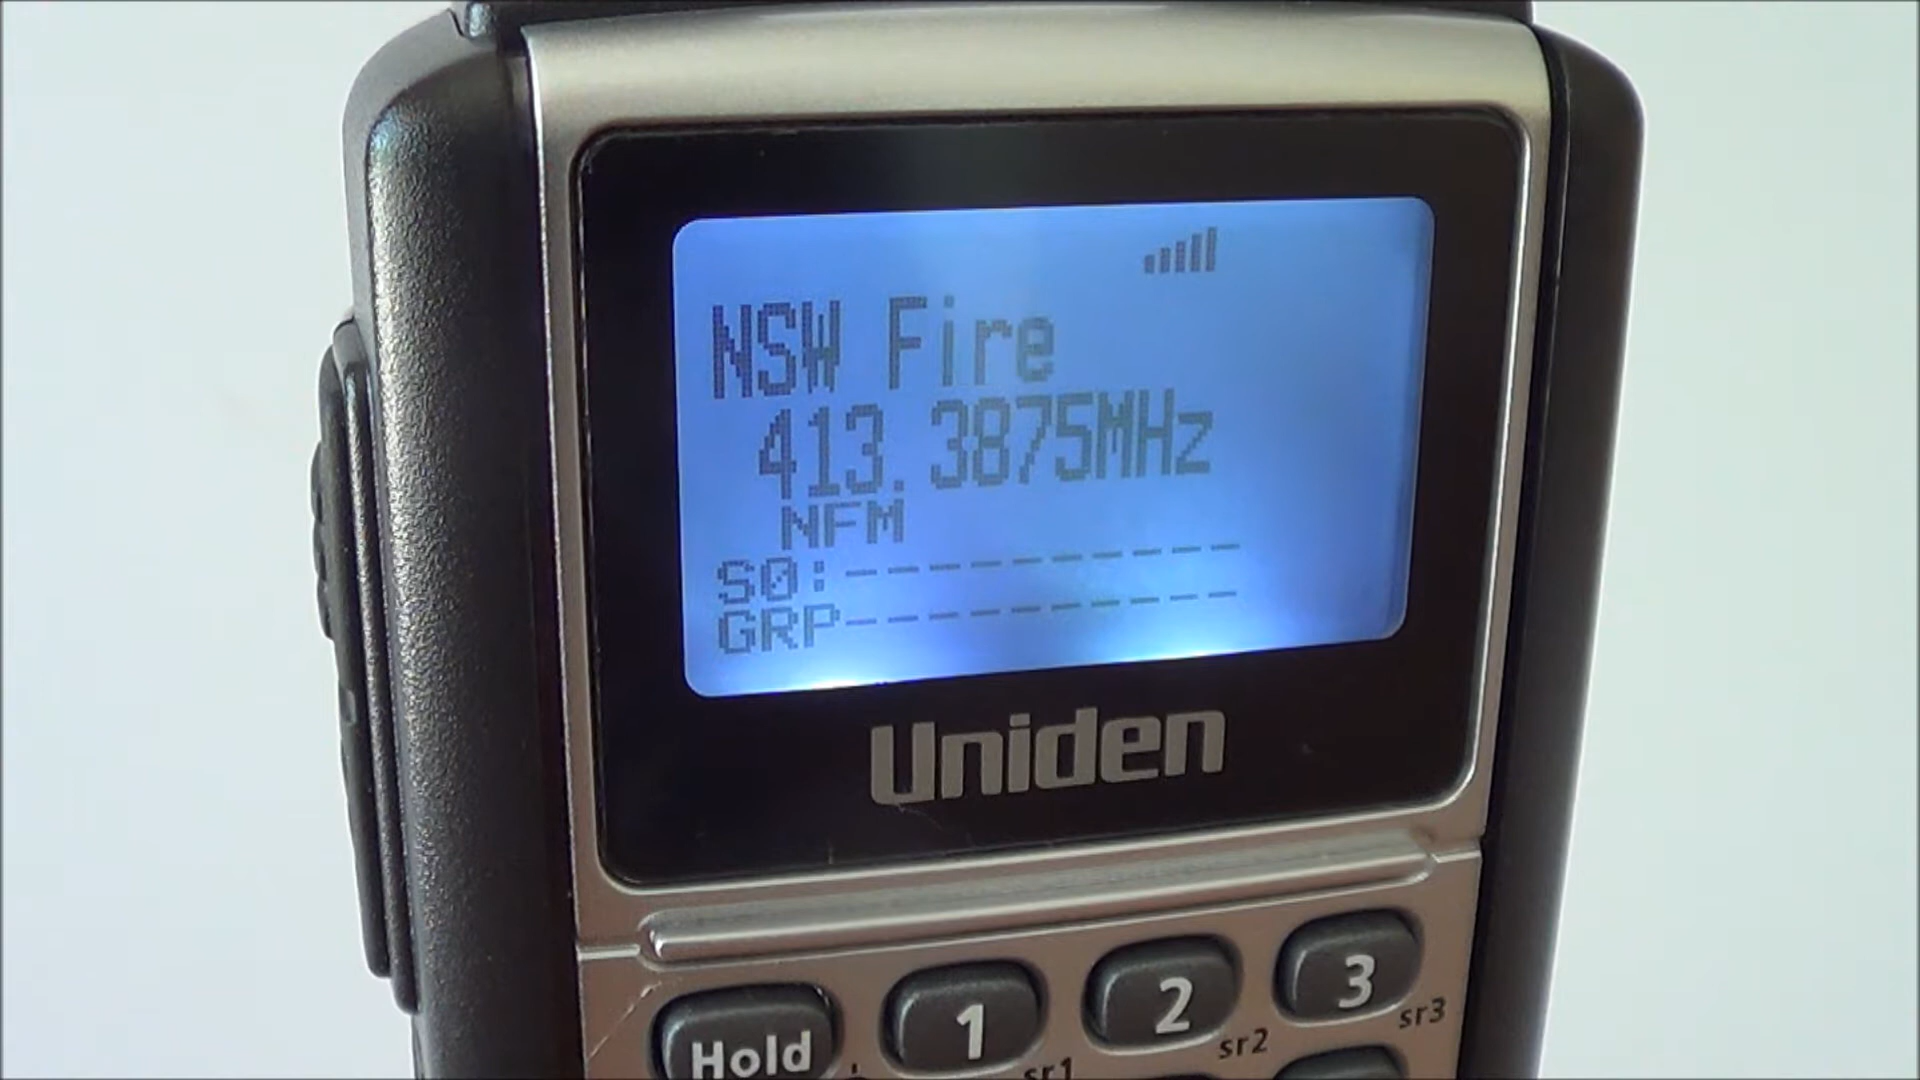 NSW Fire
413.3875MHz
NFM
S0:----------
GRP----------
Uniden
Hold 1 2 3
sr1 sr2 sr3